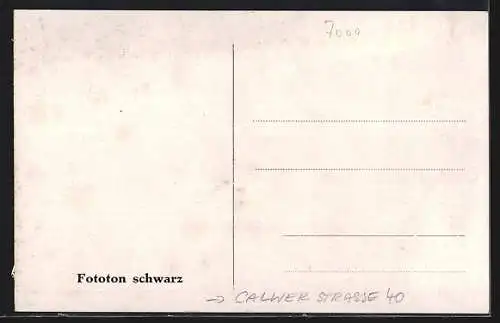 7000
Fototon schwarz
→ CALWER STRASSE 40